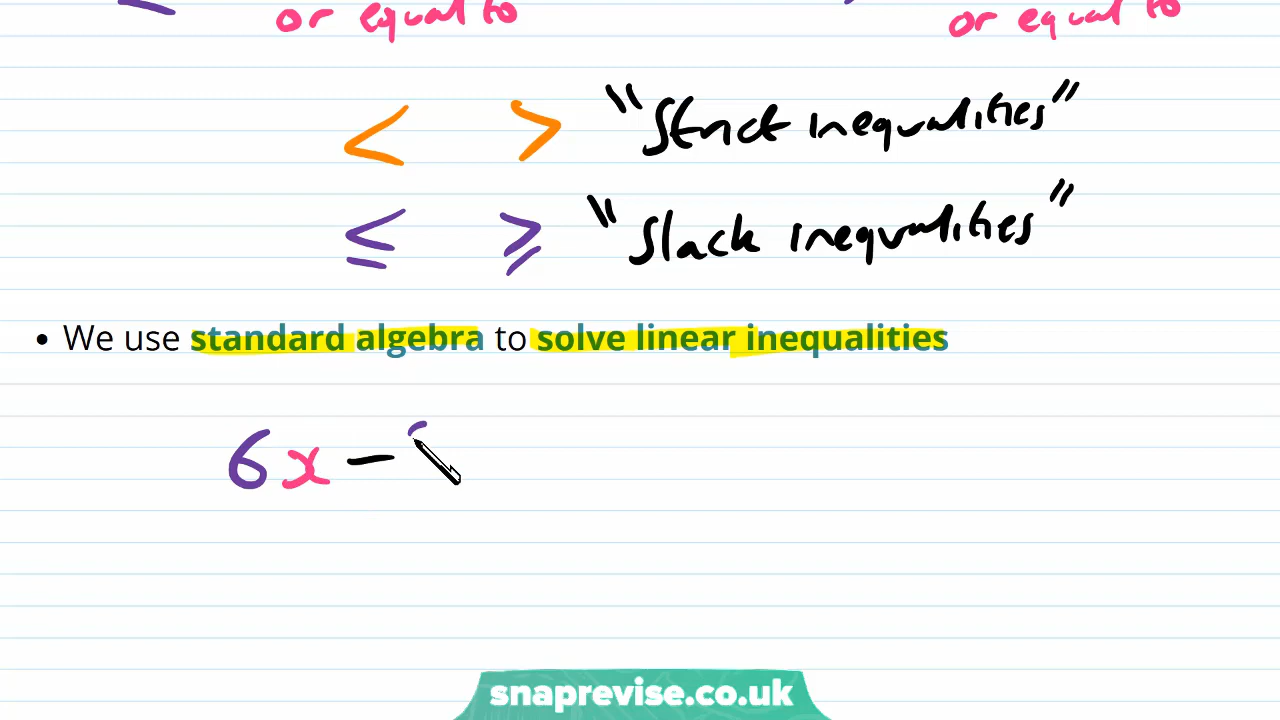 or equal to or equal to
< > "Strict inequalities"
≤ ≥ "Slack inequalities"
• We use standard algebra to solve linear inequalities
6x −
snaprevise.co.uk